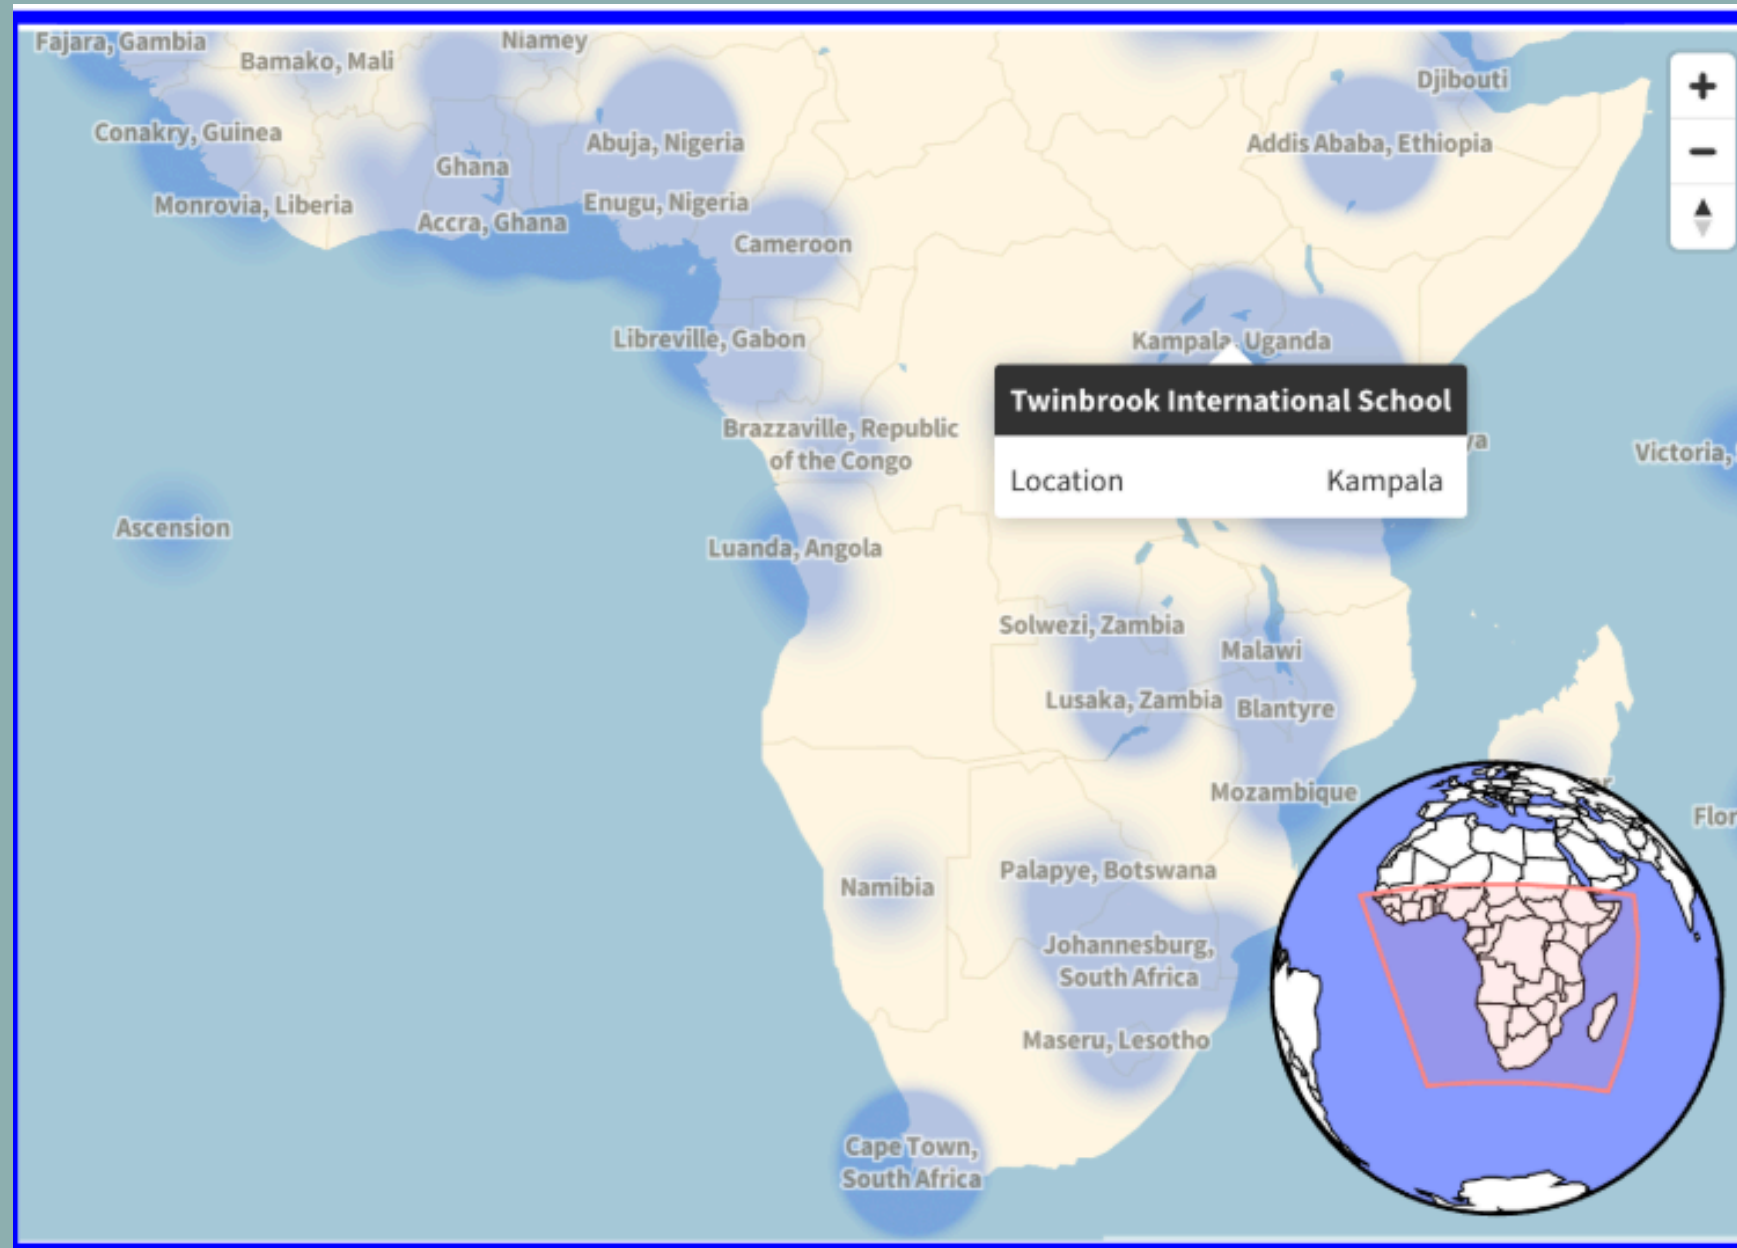 Fajara, Gambia
Niamey
Bamako, Mali
Djibouti
Conakry, Guinea
Abuja, Nigeria
Addis Ababa, Ethiopia
Ghana
Monrovia, Liberia
Enugu, Nigeria
Accra, Ghana
Cameroon
Libreville, Gabon
Kampala, Uganda
Twinbrook International School
Location Kampala
Brazzaville, Republic
of the Congo
Victoria,
Ascension
Luanda, Angola
Solwezi, Zambia
Malawi
Lusaka, Zambia
Blantyre
Mozambique
Palapye, Botswana
Namibia
Johannesburg,
South Africa
Maseru, Lesotho
Cape Town,
South Africa